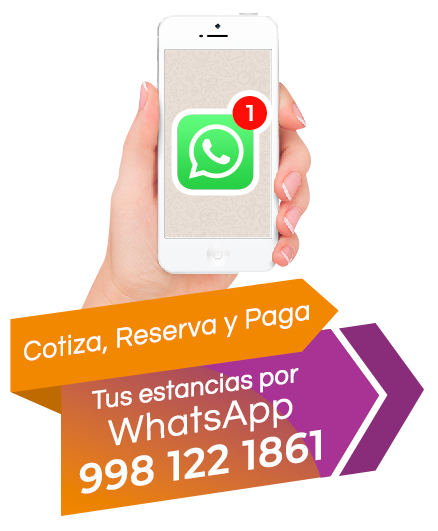 1
Cotiza, Reserva y Paga
Tus estancias por
WhatsApp
998 122 1861